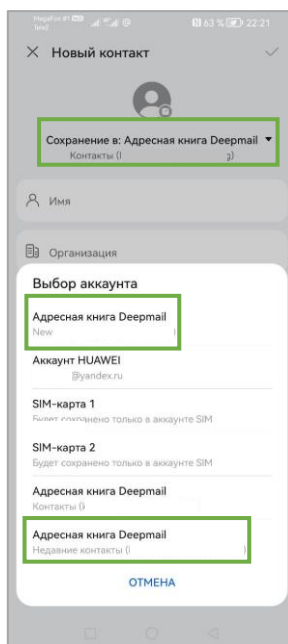 MegaFon #1 HD
Tele2
63 % 22:21
Новый контакт
Сохранение в: Адресная книга Deepmail
Контакты (
Имя
Организация
Выбор аккаунта
Адресная книга Deepmail
New
Аккаунт HUAWEI
@yandex.ru
SIM-карта 1
Будет сохранено только в аккаунте SIM
SIM-карта 2
Будет сохранено только в аккаунте SIM
Адресная книга Deepmail
Контакты (
Адресная книга Deepmail
Недавние контакты ( )
ОТМЕНА